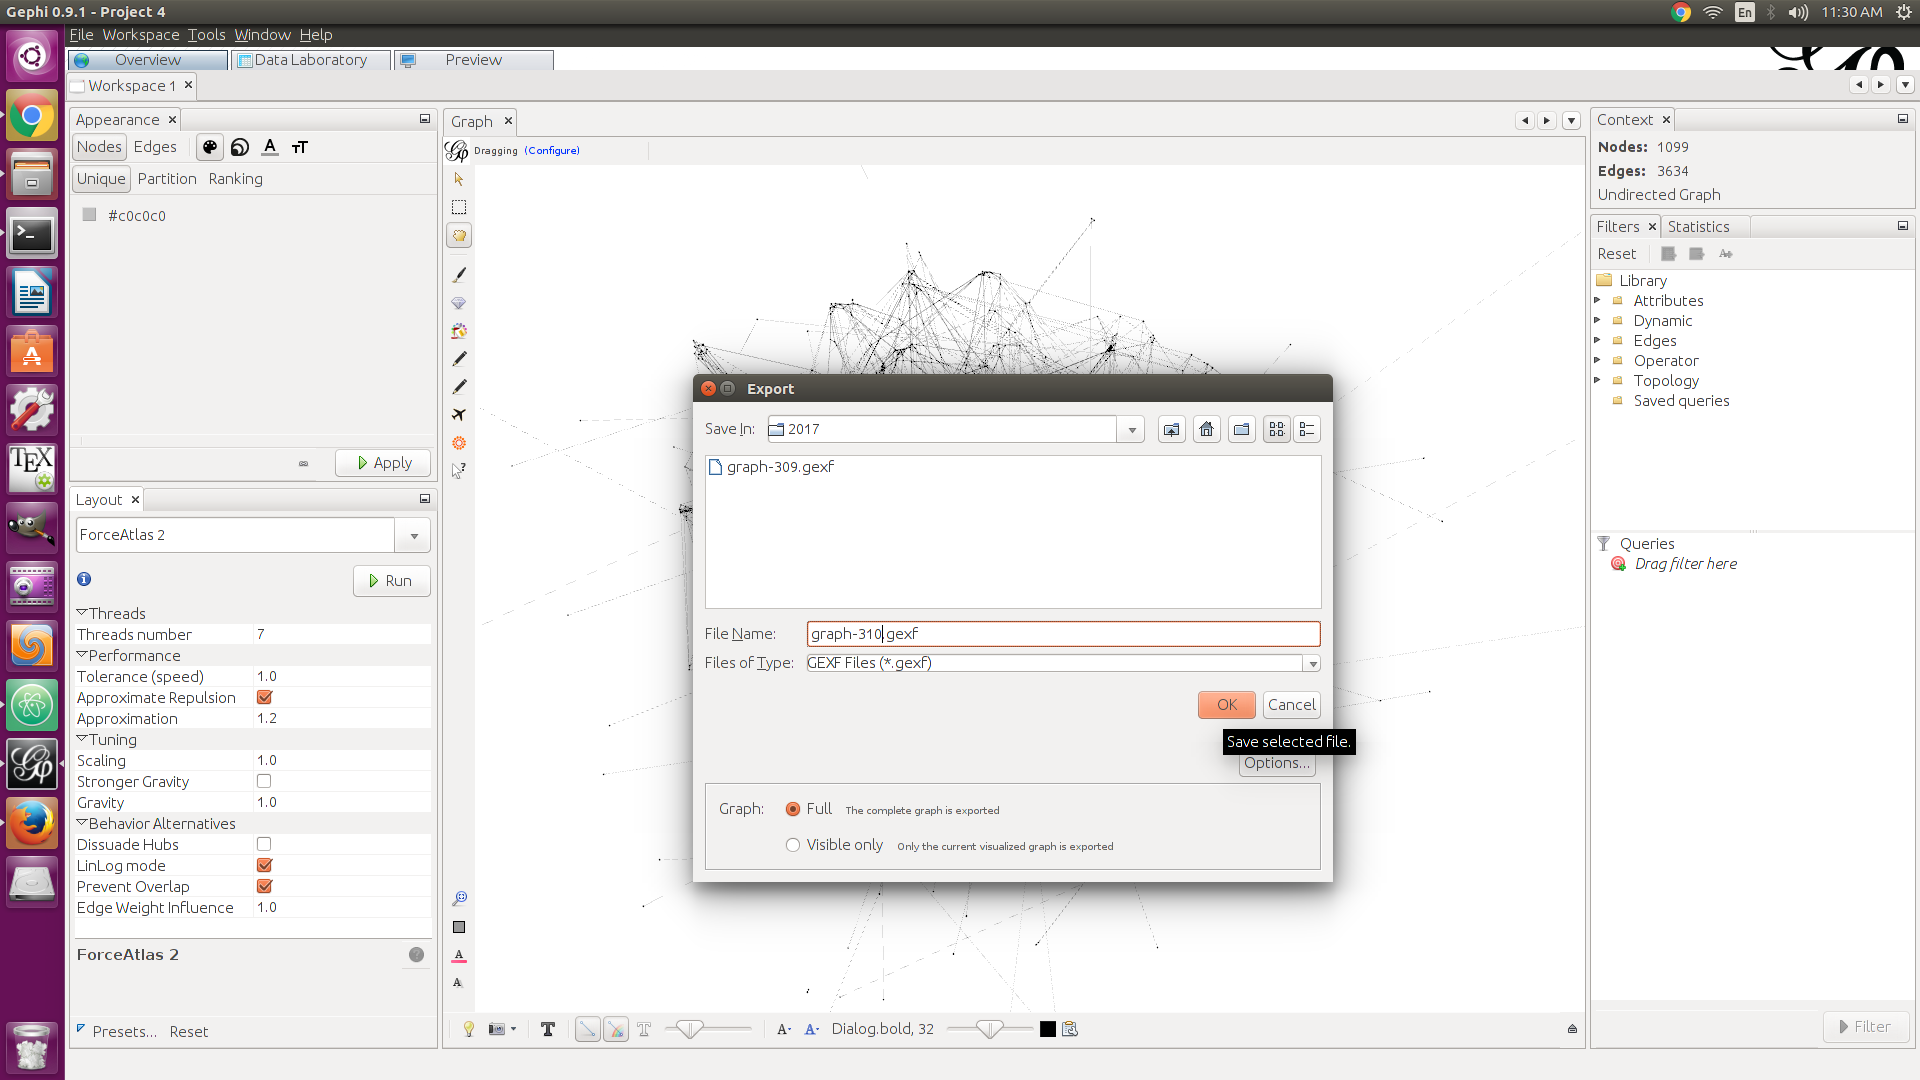 Gephi 0.9.1 - Project 4
En
11:30 AM
File Workspace Tools Window Help
Overview
Data Laboratory
Preview
Workspace 1
Appearance
Nodes
Edges
Unique
Partition
Ranking
#c0c0c0
Apply
Layout
ForceAtlas 2
Run
Threads
Threads number 7
Performance
Tolerance (speed) 1.0
Approximate Repulsion
Approximation 1.2
Tuning
Scaling 1.0
Stronger Gravity
Gravity 1.0
Behavior Alternatives
Dissuade Hubs
LinLog mode
Prevent Overlap
Edge Weight Influence 1.0
ForceAtlas 2
Presets...
Reset
Graph
Dragging (Configure)
Export
Save In: 2017
graph-309.gexf
File Name: graph-310.gexf
Files of Type: GEXF Files (*.gexf)
OK
Cancel
Save selected file.
Options...
Graph: Full The complete graph is exported
Visible only Only the current visualized graph is exported
Dialog.bold, 32
Context
Nodes: 1099
Edges: 3634
Undirected Graph
Filters
Statistics
Reset
Library
Attributes
Dynamic
Edges
Operator
Topology
Saved queries
Queries
Drag filter here
Filter
TEX